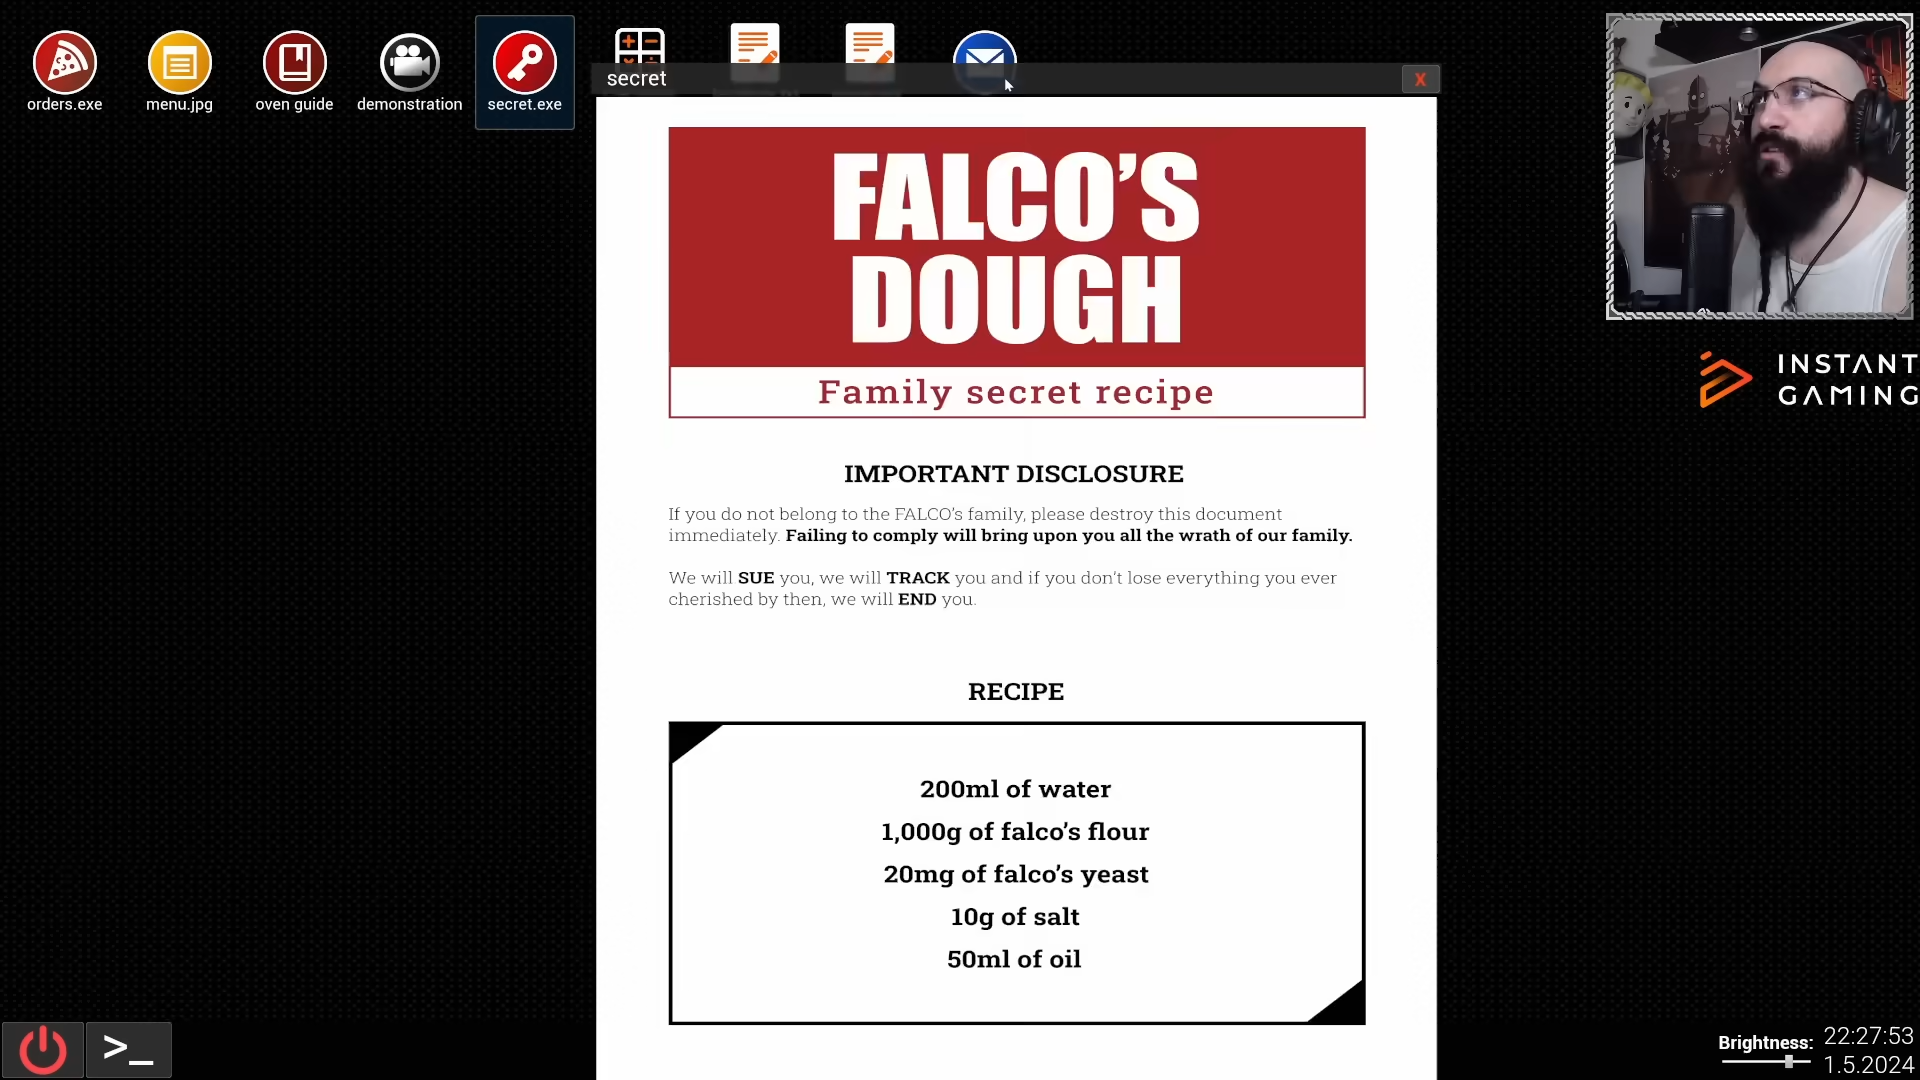 orders.exe
menu.jpg
oven guide
demonstration
secret.exe
secret
X
FALCO'S
DOUGH
Family secret recipe
IMPORTANT DISCLOSURE
If you do not belong to the FALCO's family, please destroy this document
immediately. Failing to comply will bring upon you all the wrath of our family.
We will SUE you, we will TRACK you and if you don't lose everything you ever
cherished by then, we will END you.
RECIPE
200ml of water
1,000g of falco's flour
20mg of falco's yeast
10g of salt
50ml of oil
INSTANT
GAMING
>_
Brightness:
22:27:53
1.5.2024